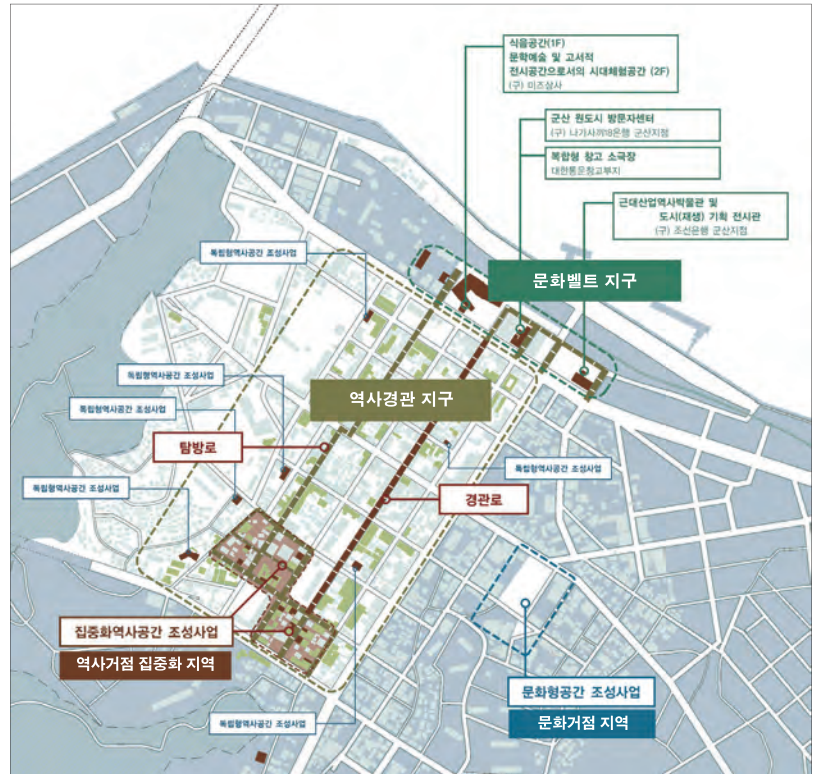 식음공간(1F)
문학예술 및 고서적
전시공간으로서의 시대체험공간 (2F)
(구) 미즈상사
군산 원도시 방문자센터
(구) 나가사끼18은행 군산지점
복합형 창고 소극장
대한통운창고부지
근대산업역사박물관 및
도시(재생) 기획 전시관
(구) 조선은행 군산지점
독립형역사공간 조성사업
문화벨트 지구
독립형역사공간 조성사업
역사경관 지구
독립형역사공간 조성사업
탐방로
독립형역사공간 조성사업
독립형역사공간 조성사업
경관로
집중화역사공간 조성사업
역사거점 집중화 지역
문화형공간 조성사업
문화거점 지역
독립형역사공간 조성사업